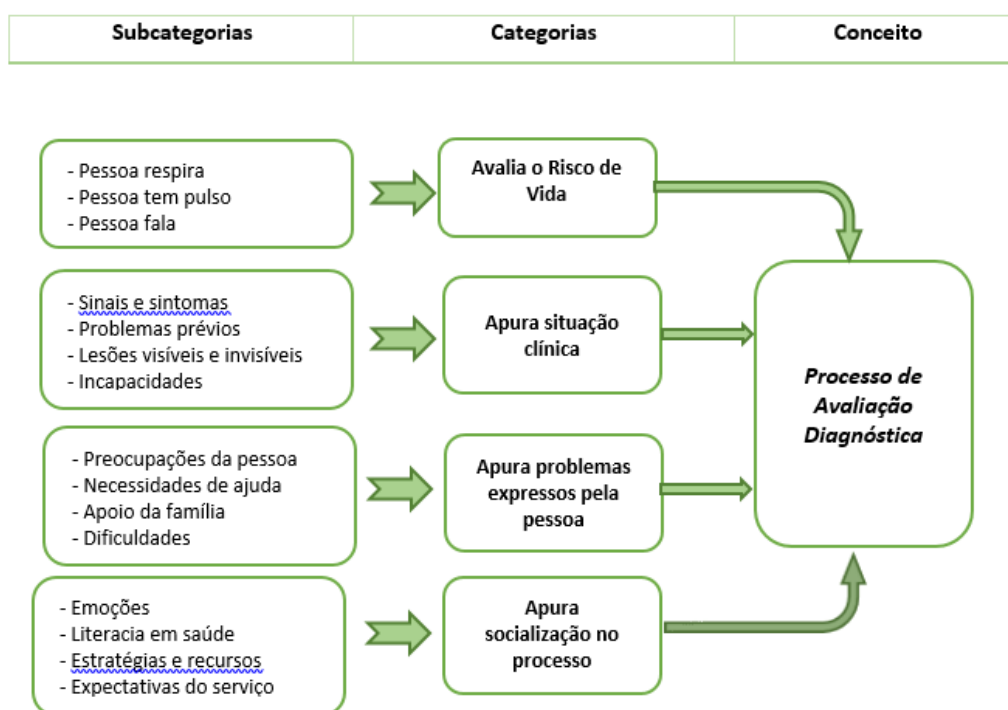 Subcategorias
Categorias
Conceito
- Pessoa respira
- Pessoa tem pulso
- Pessoa fala
Avalia o Risco de
Vida
- Sinais e sintomas
- Problemas prévios
- Lesões visíveis e invisíveis
- Incapacidades
Apura situação
clínica
- Preocupações da pessoa
- Necessidades de ajuda
- Apoio da família
- Dificuldades
Apura problemas
expressos pela
pessoa
- Emoções
- Literacia em saúde
- Estratégias e recursos
- Expectativas do serviço
Apura
socialização no
processo
Processo de
Avaliação
Diagnóstica